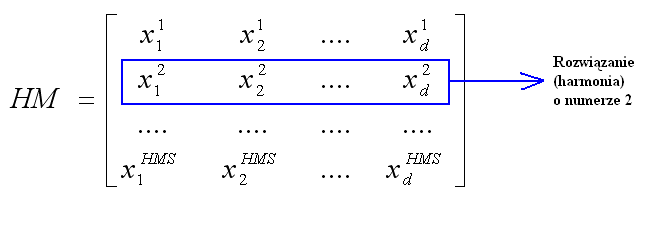 x_1^1 x_2^1 .... x_d^1
HM = x_1^2 x_2^2 .... x_d^2
.... .... .... ....
x_1^{HMS} x_2^{HMS} .... x_d^{HMS}
Rozwiązanie
(harmonia)
o numerze 2